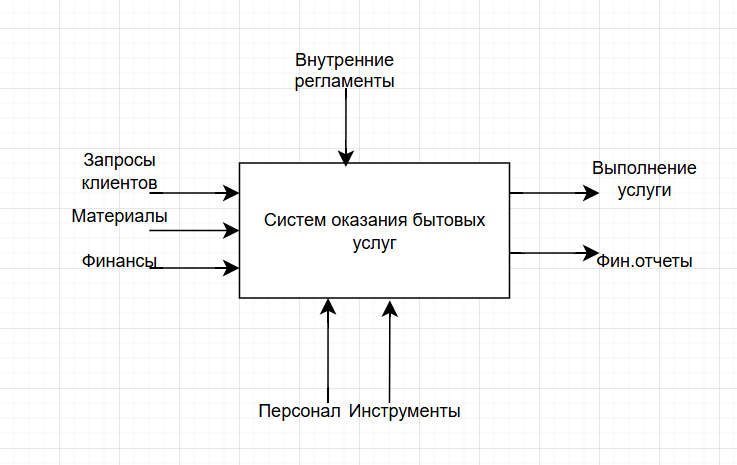 Внутренние
регламенты
Запросы
клиентов
Материалы
Финансы
Систем оказания бытовых
услуг
Выполнение
услуги
Фин.отчеты
Персонал
Инструменты